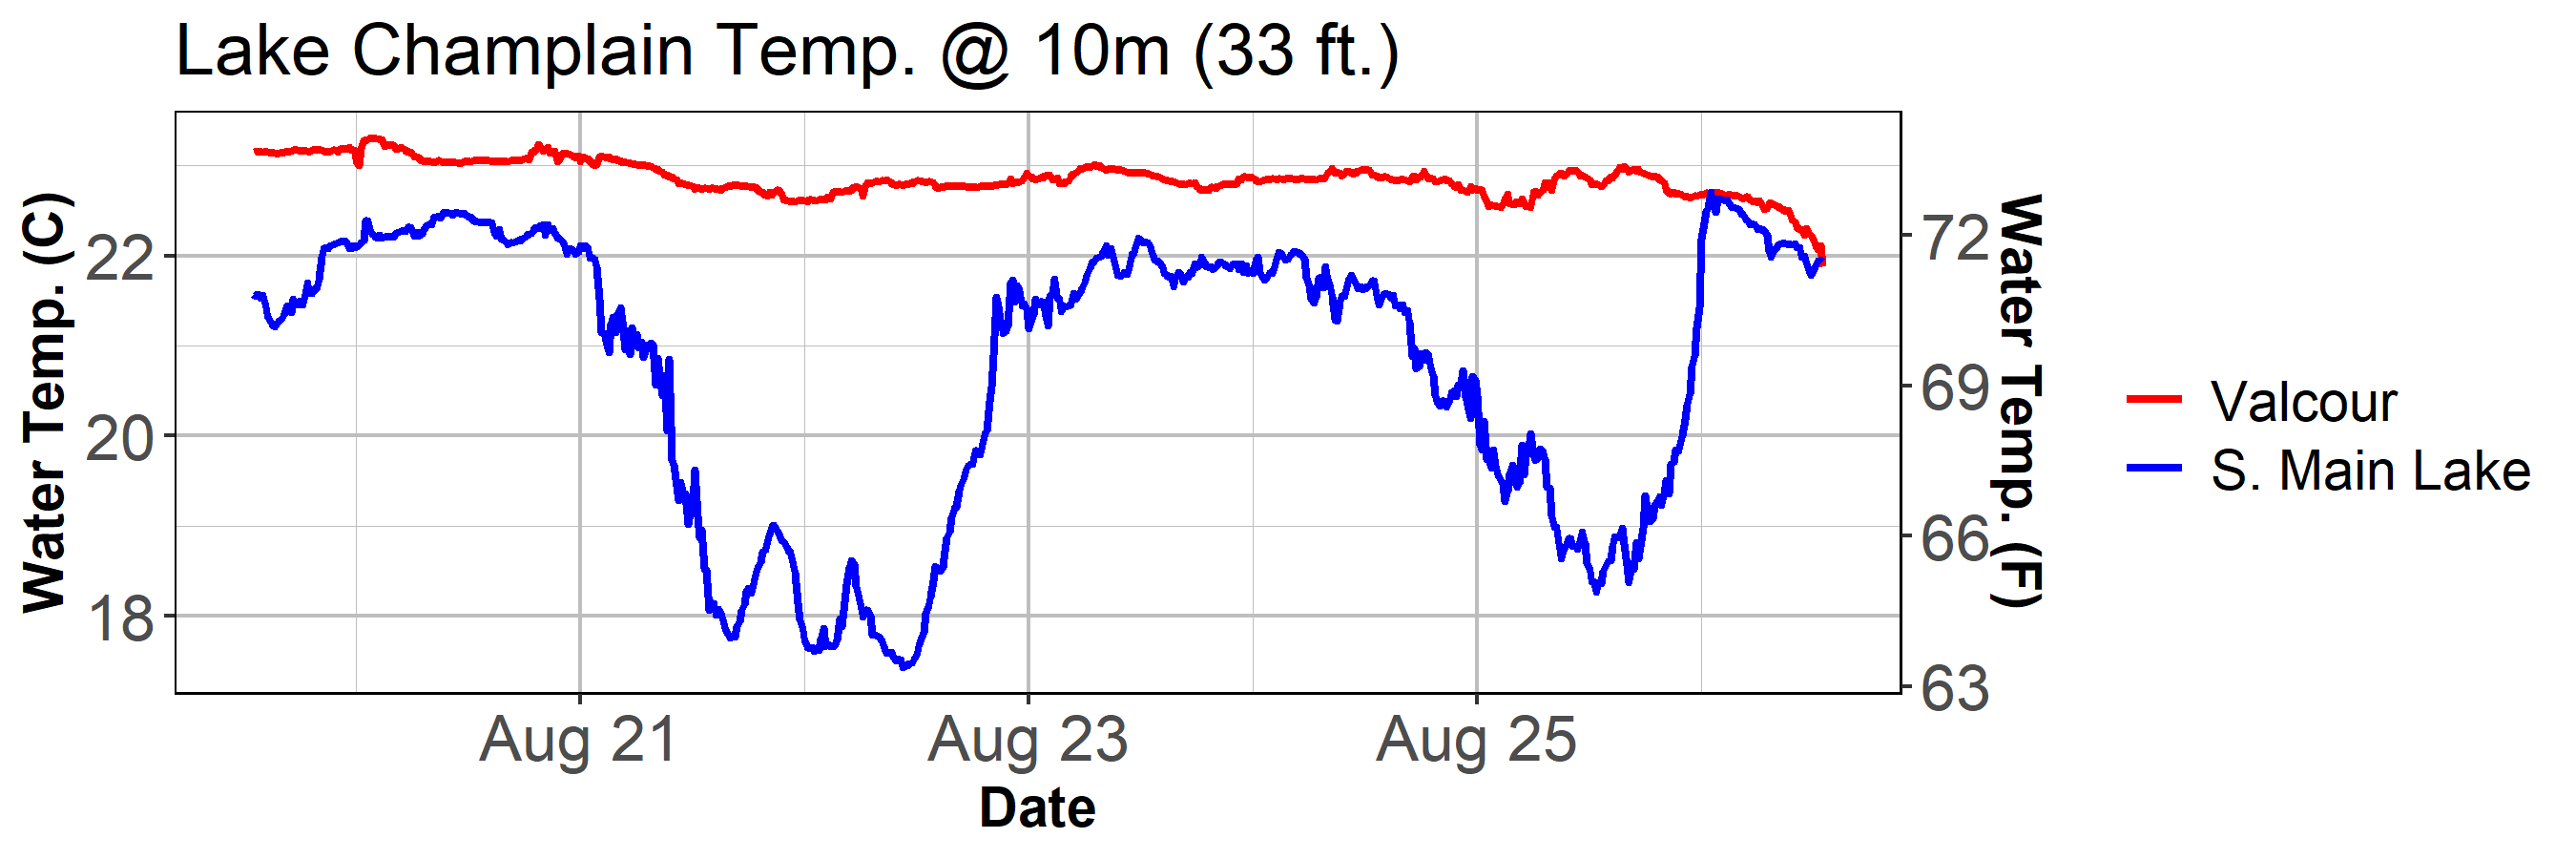 Lake Champlain Temp. @ 10m (33 ft.)
Water Temp. (C)
22
20
18
72
69
66
63
Water Temp. (F)
Aug 21
Aug 23
Aug 25
Date
Valcour
S. Main Lake